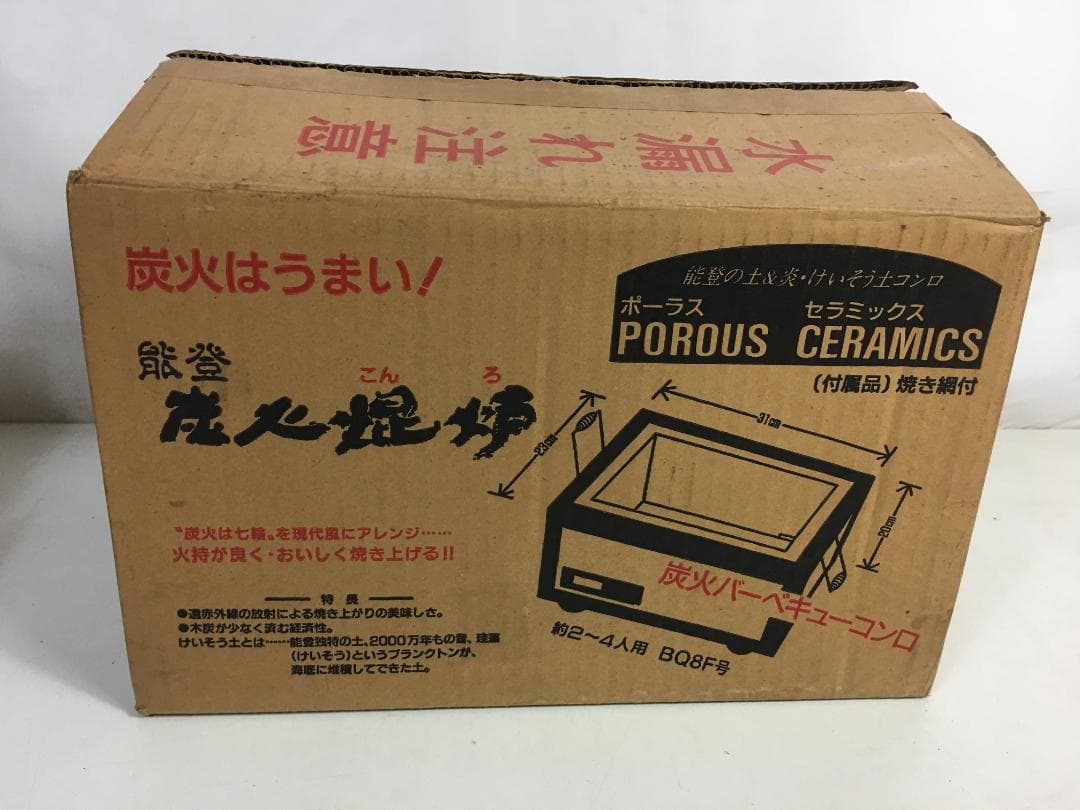 水漏れ注意
炭火はうまい!
能登
こんろ
炭火焜炉
"炭火は七輪"を現代風にアレンジ……
火持が良く・おいしく焼き上げる!!
特長
●遠赤外線の放射による焼き上がりの美味しさ。
●木炭が少なく済む経済性。
けいそう土とは……能登独特の土、2000万年もの昔、珪藻
(けいそう)というプランクトンが、
海底に堆積してできた土。
能登の土&炎・けいそう土コンロ
ポーラス セラミックス
POROUS CERAMICS
(付属品)焼き網付
31cm
23cm
20cm
炭火バーベキューコンロ
約2〜4人用 BQ8F号